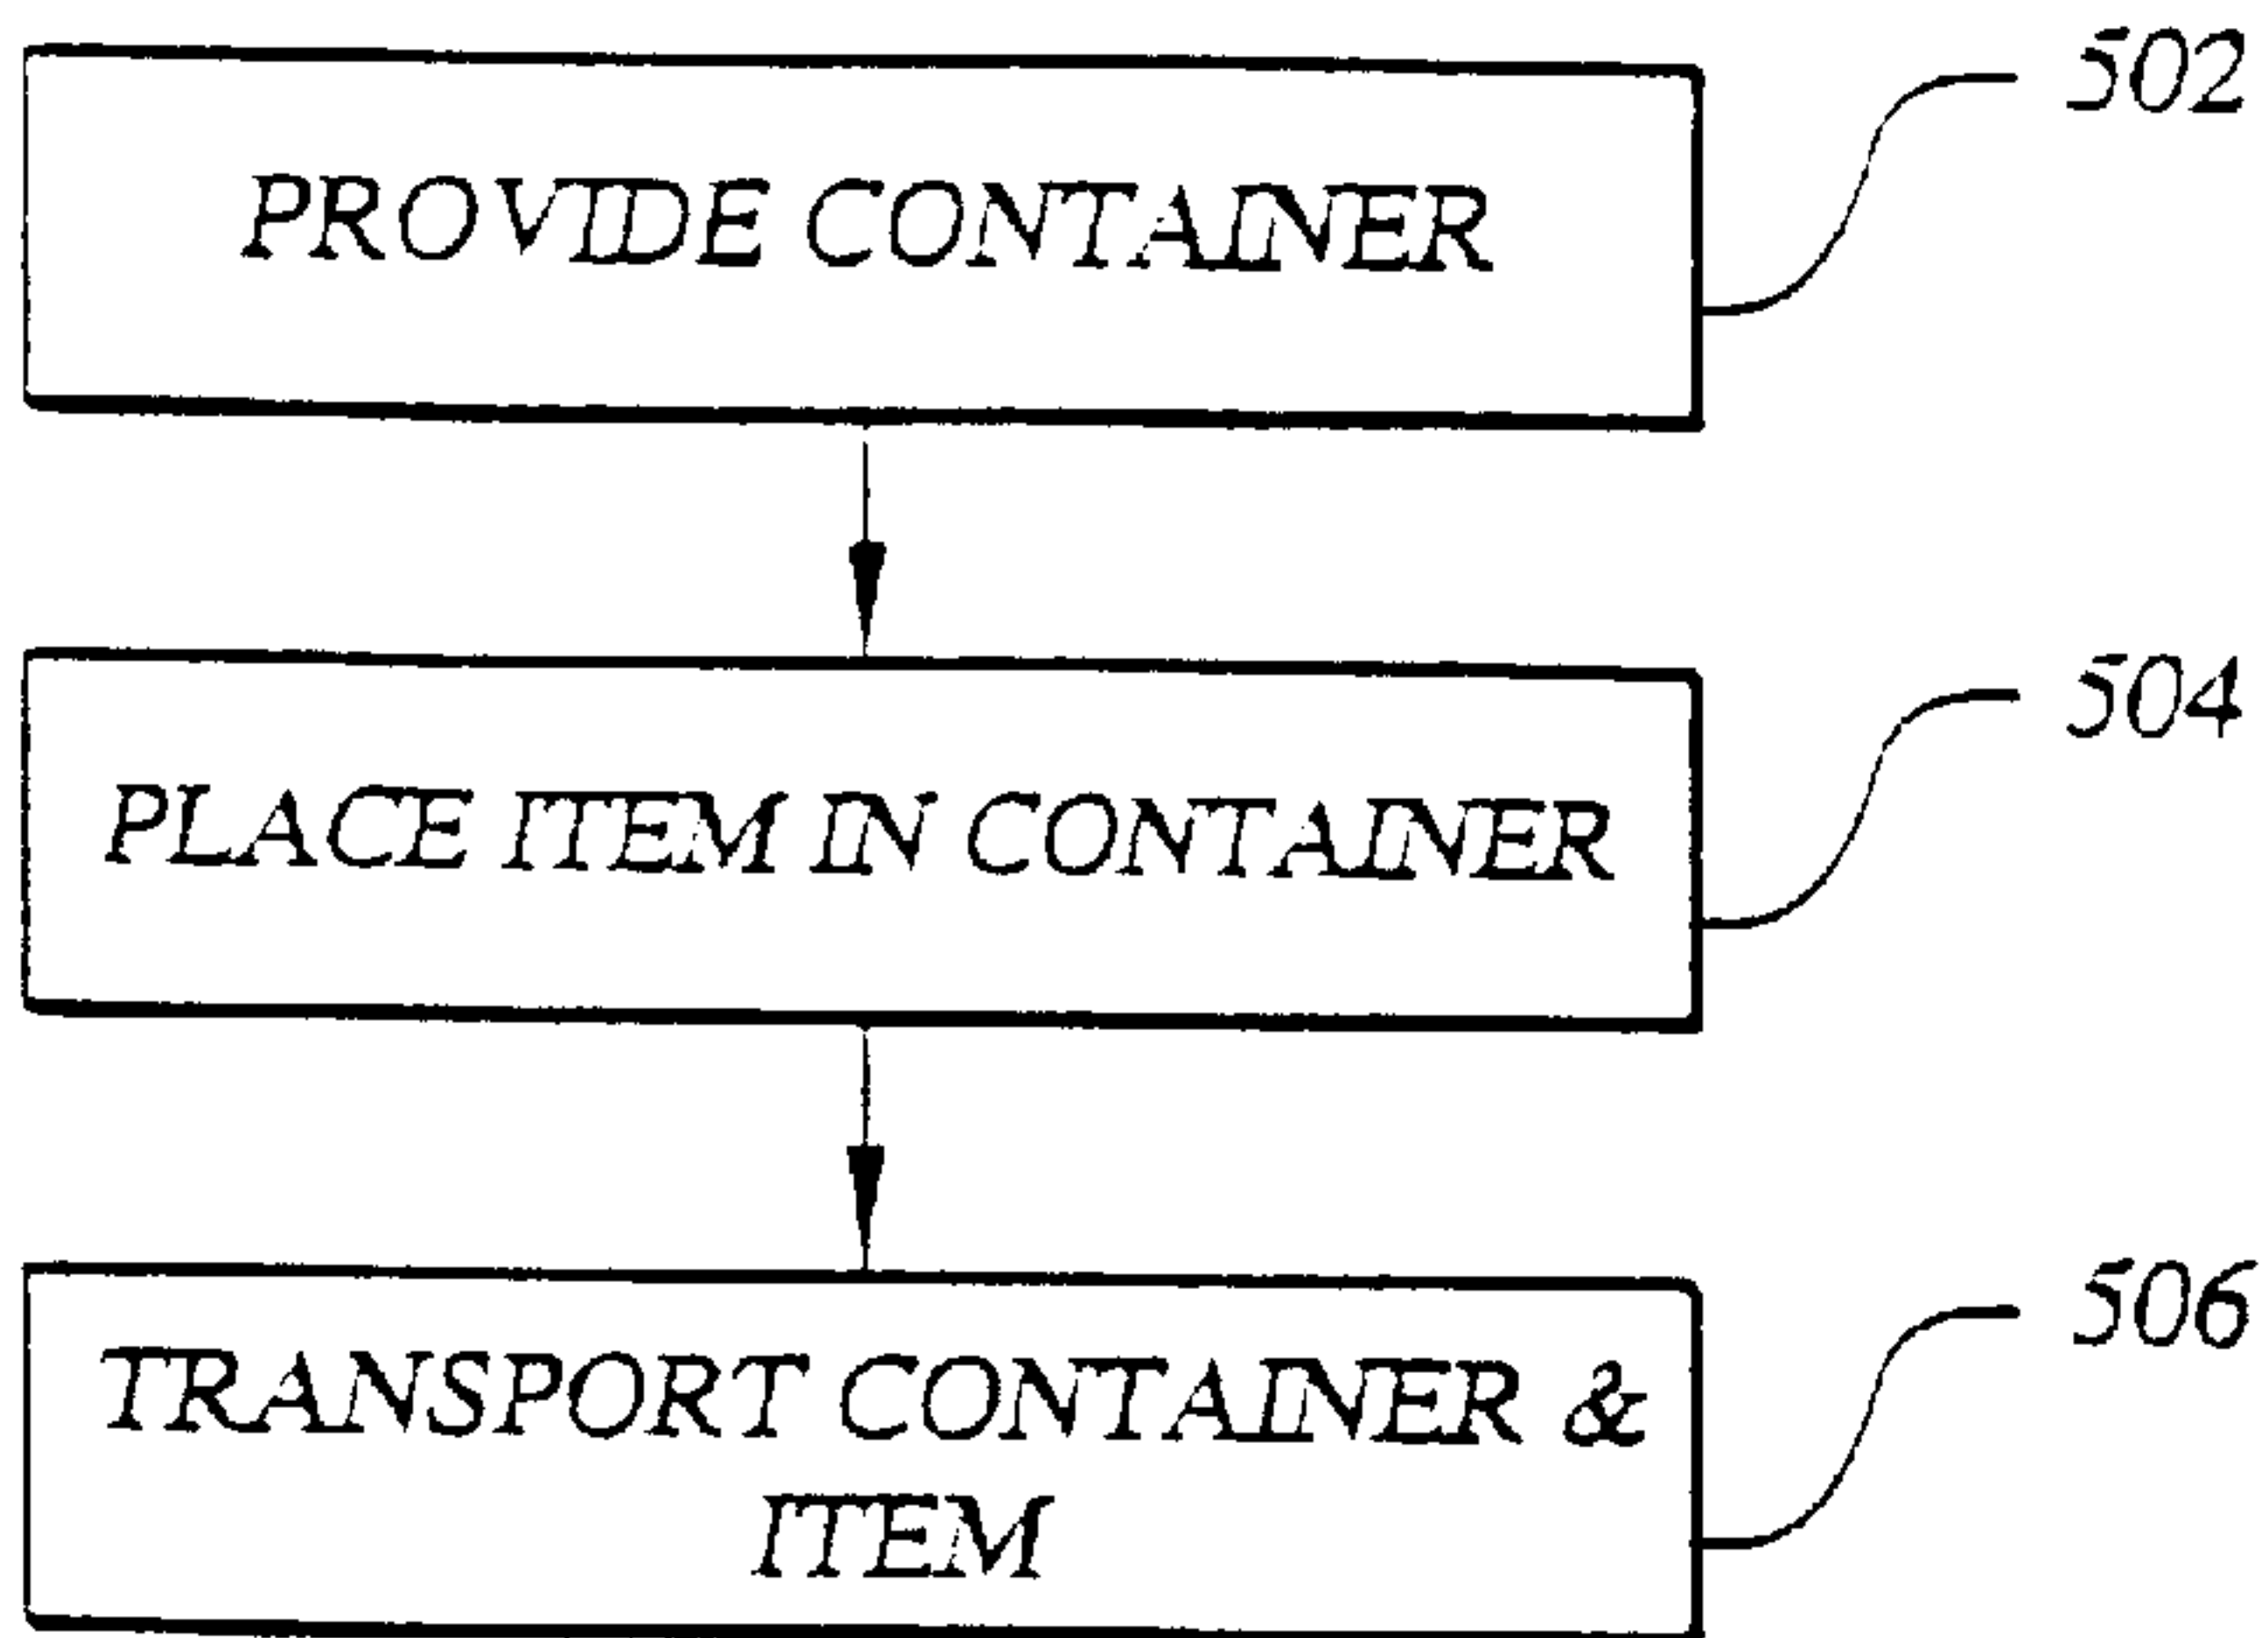 PROVIDE CONTAINER
502
PLACE ITEM IN CONTAINER
504
TRANSPORT CONTAINER &
ITEM
506